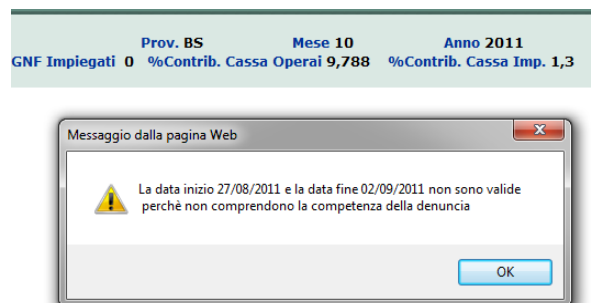 Prov. BS Mese 10 Anno 2011
GNF Impiegati 0 %Contrib. Cassa Operai 9,788 %Contrib. Cassa Imp. 1,3
Messaggio dalla pagina Web
La data inizio 27/08/2011 e la data fine 02/09/2011 non sono valide
perchè non comprendono la competenza della denuncia
OK